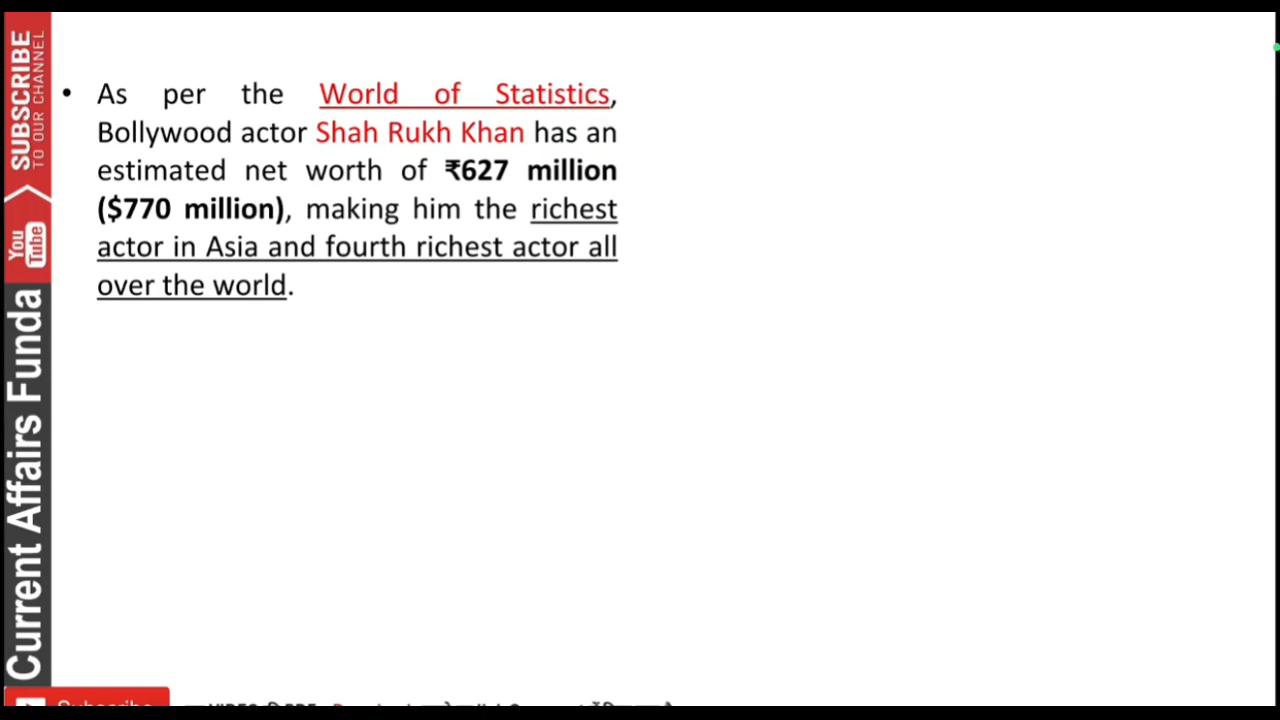 SUBSCRIBE
TO OUR CHANNEL
You
Tube
Current Affairs Funda
• As per the World of Statistics,
Bollywood actor Shah Rukh Khan has an
estimated net worth of ₹627 million
($770 million), making him the richest
actor in Asia and fourth richest actor all
over the world.
Subscribe